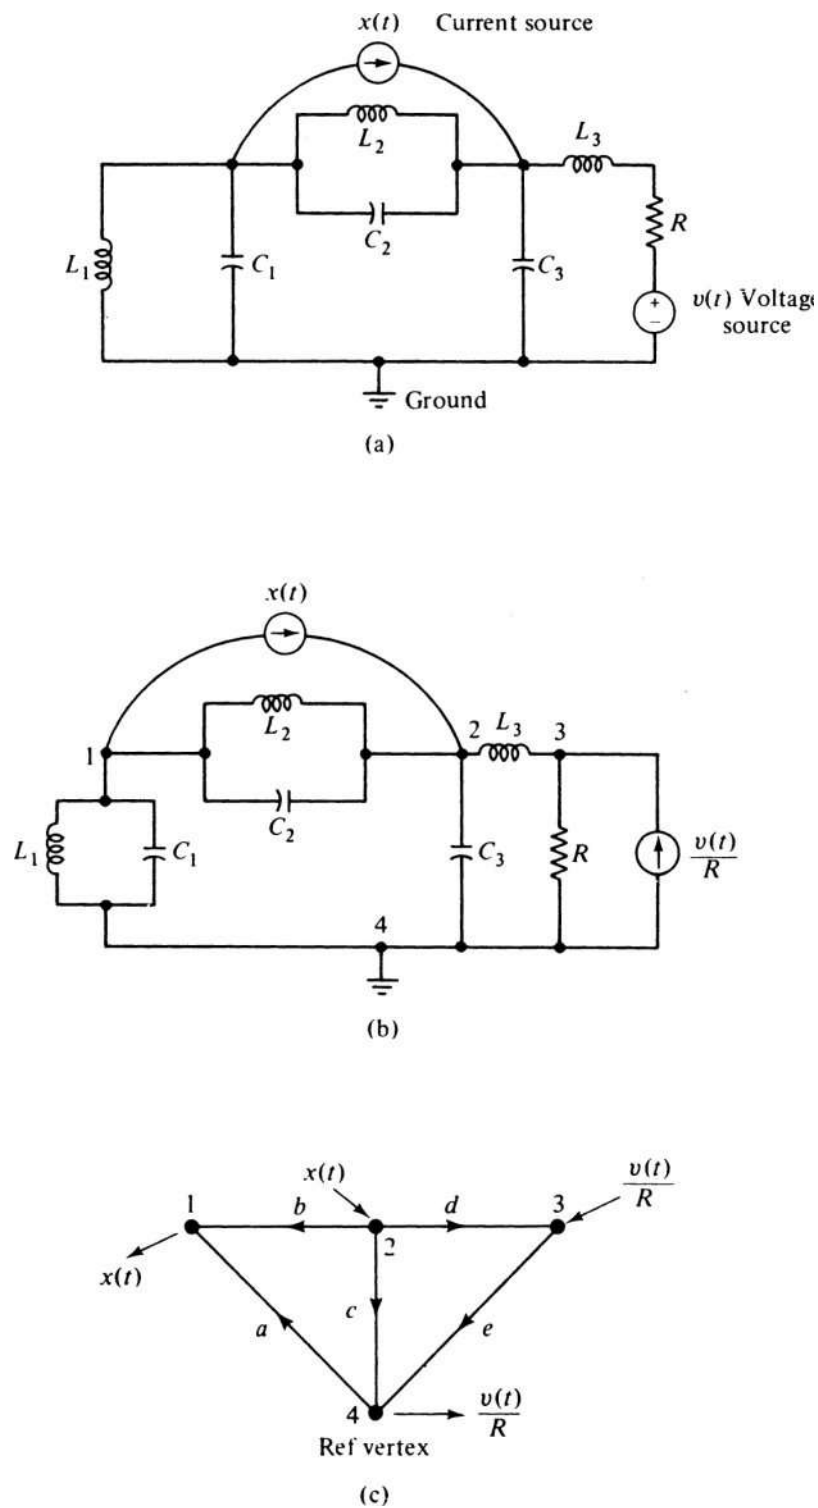 x(t) Current source
L₂
L₃
C₂
R
L₁
C₁
C₃
+
−
v(t) Voltage
source
Ground
(a)
x(t)
L₂
1
2 L₃ 3
C₂
L₁
C₁
C₃
R
v(t)
R
4
(b)
x(t)
v(t)
R
1
b
d
3
2
x(t)
c
a
e
4
v(t)
R
Ref vertex
(c)